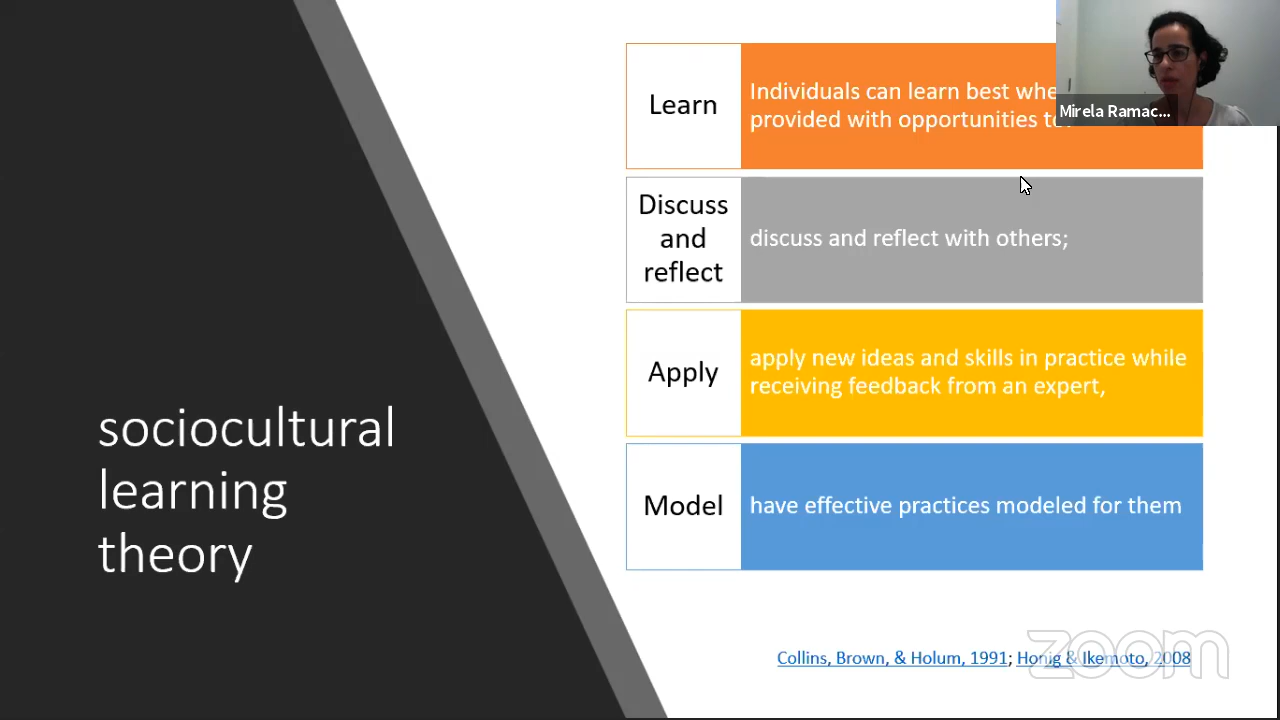 Learn
Individuals can learn best
provided with opportunities
Mirela Ramac...
Discuss
and
reflect
discuss and reflect with others;
Apply
apply new ideas and skills in practice while
receiving feedback from an expert,
Model
have effective practices modeled for them
sociocultural
learning
theory
Collins, Brown, & Holum, 1991; Honig & Ikemoto, 2008
zoom